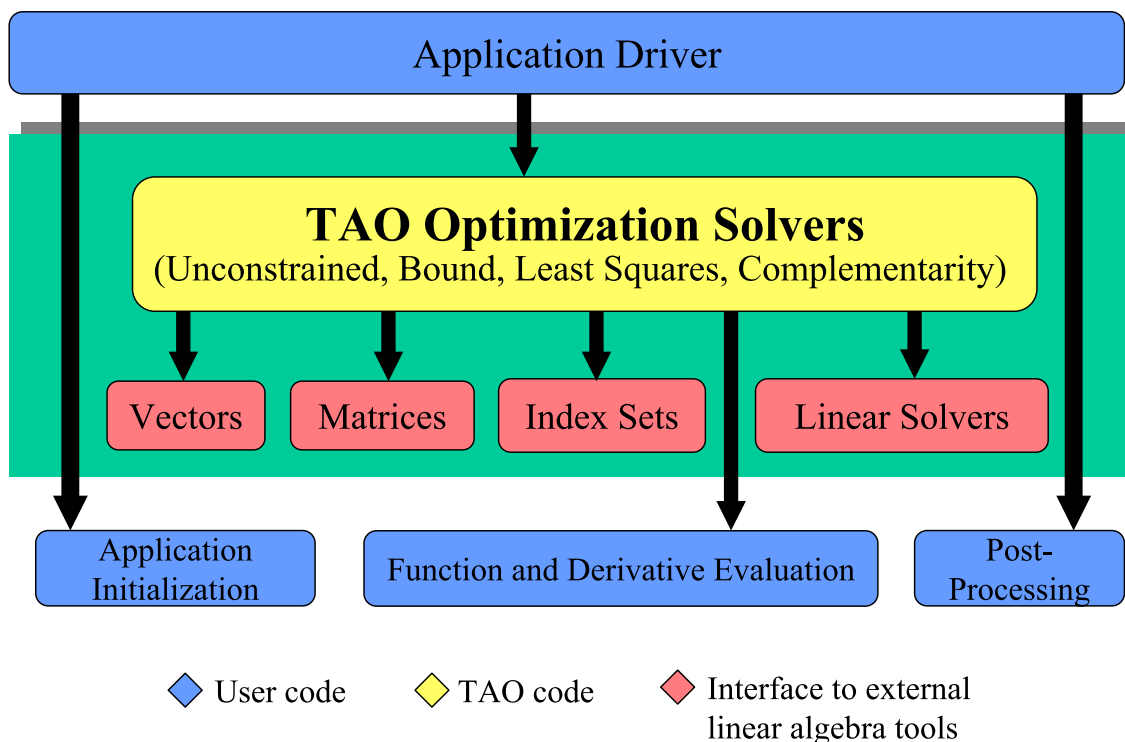 Application Driver
TAO Optimization Solvers
(Unconstrained, Bound, Least Squares, Complementarity)
Vectors
Matrices
Index Sets
Linear Solvers
Application
Initialization
Function and Derivative Evaluation
Post-
Processing
User code
TAO code
Interface to external
linear algebra tools